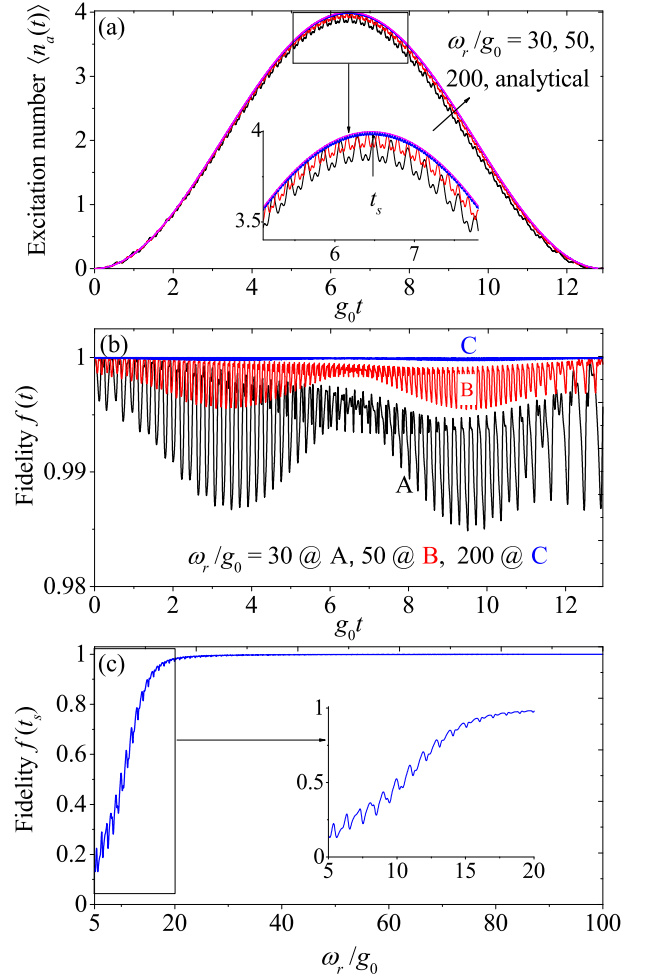 (a)
Excitation number ⟨n_a(t)⟩
4
3
2
1
0
ω_r/g_0 = 30, 50,
200, analytical
4
3.5
t_s
6 7
0 2 4 6 8 10 12
g_0t
(b)
Fidelity f(t)
1
0.99
0.98
C
B
A
ω_r/g_0 = 30 @ A, 50 @ B, 200 @ C
0 2 4 6 8 10 12
g_0t
(c)
Fidelity f(t_s)
1
0.8
0.6
0.4
0.2
0
1
0.5
0
5 10 15 20
5 20 40 60 80 100
ω_r/g_0